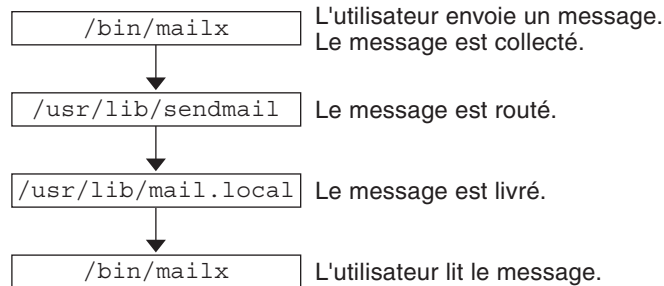 /bin/mailx
L'utilisateur envoie un message.
Le message est collecté.
/usr/lib/sendmail
Le message est routé.
/usr/lib/mail.local
Le message est livré.
/bin/mailx
L'utilisateur lit le message.